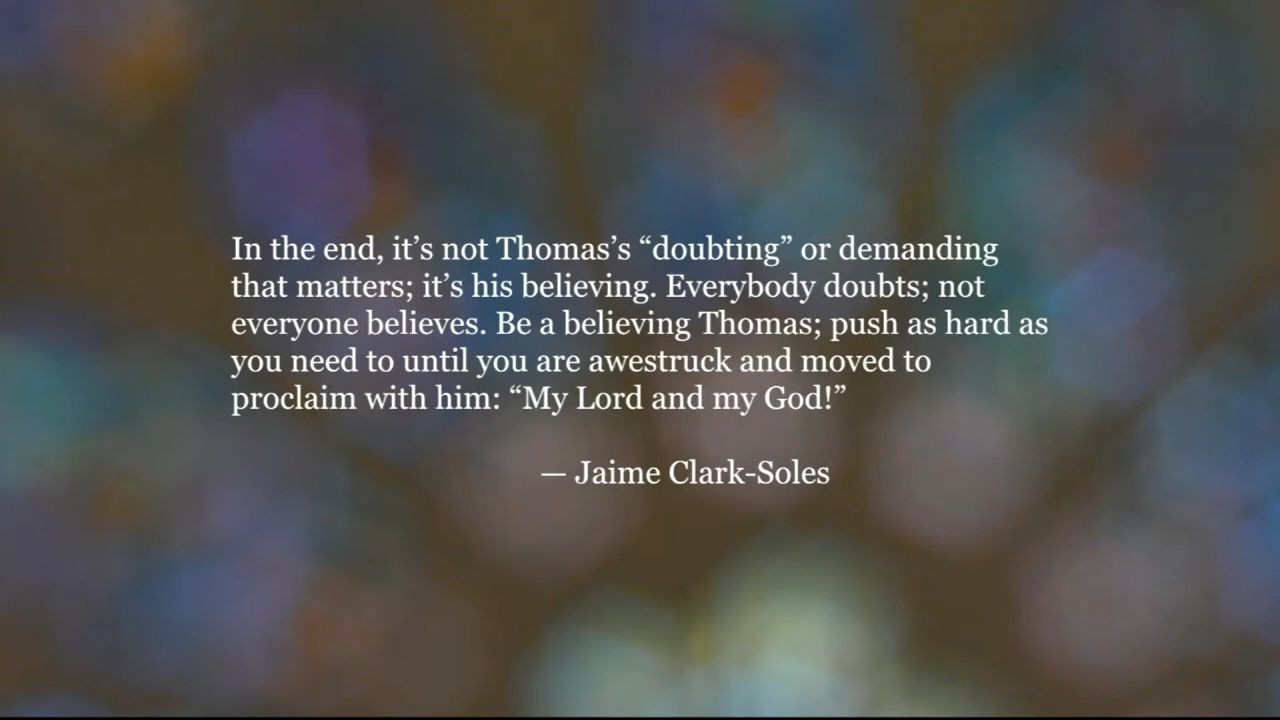 In the end, it’s not Thomas’s “doubting” or demanding
that matters; it’s his believing. Everybody doubts; not
everyone believes. Be a believing Thomas; push as hard as
you need to until you are awestruck and moved to
proclaim with him: “My Lord and my God!”
— Jaime Clark-Soles